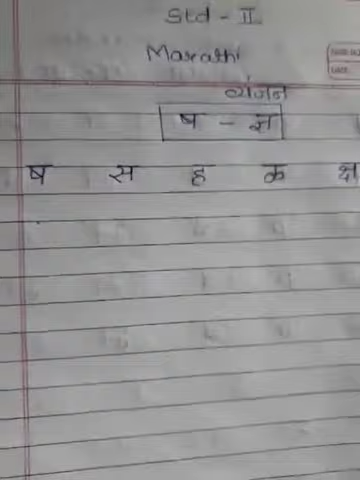 Std - II
Marathi
व्यंजन
ष - ज्ञ
ष स ह क क्ष